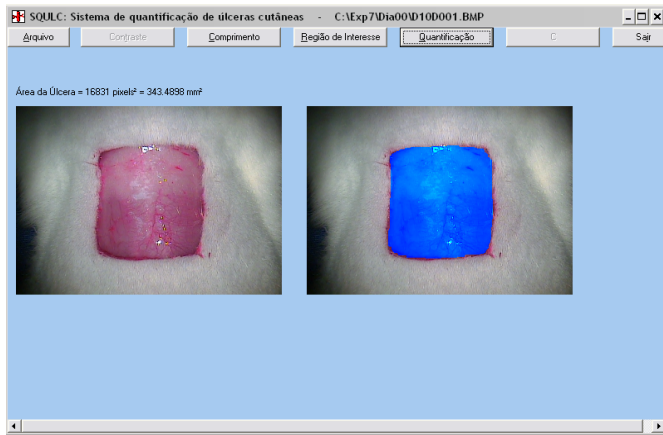 SQULC: Sistema de quantificação de úlceras cutâneas - C:\Exp7\Dia00\D10D001.BMP
Arquivo Contraste Comprimento Região de Interesse Quantificação C Sair
Área da Úlcera = 16831 pixels² = 343.4898 mm²